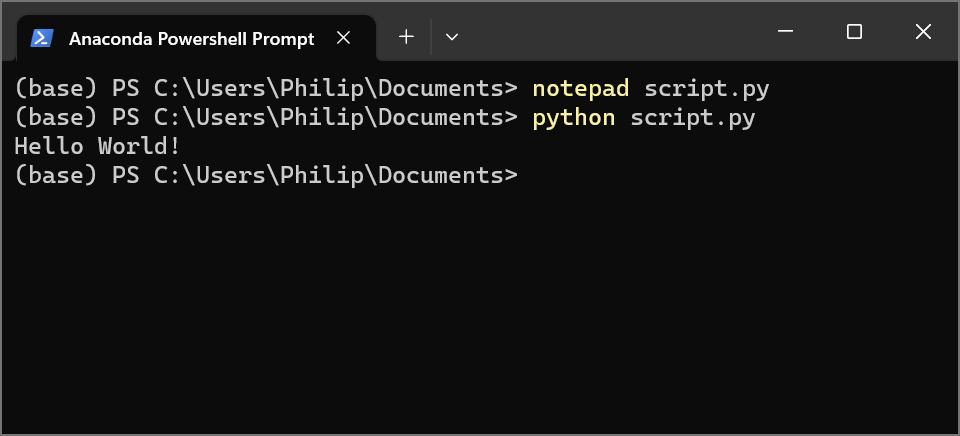 Anaconda Powershell Prompt
(base) PS C:\Users\Philip\Documents> notepad script.py
(base) PS C:\Users\Philip\Documents> python script.py
Hello World!
(base) PS C:\Users\Philip\Documents>